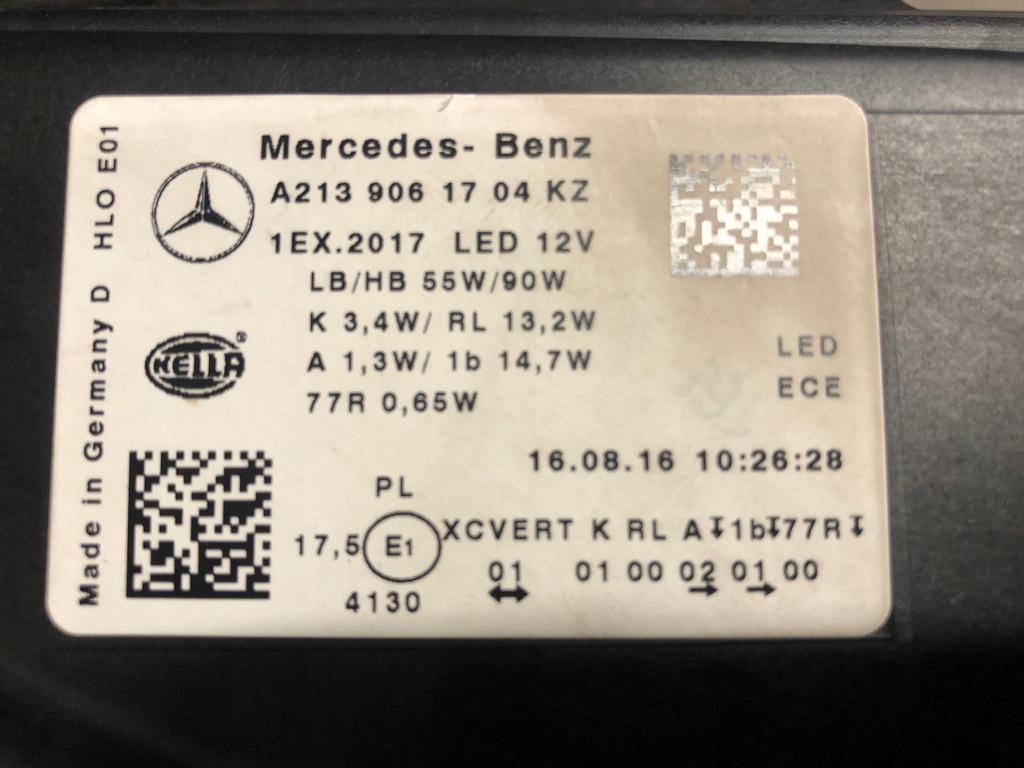 Mercedes- Benz
A213 906 17 04 KZ
1EX.2017 LED 12V
LB/HB 55W/90W
K 3,4W/ RL 13,2W
A 1,3W/ 1b 14,7W
77R 0,65W
HELLA®
LED
ECE
16.08.16 10:26:28
PL
17,5 E1 XCVERT K RL A↧1b↧77R↧
01 01 00 02 01 00
↔ → →
4130
Made in Germany D HLO E01